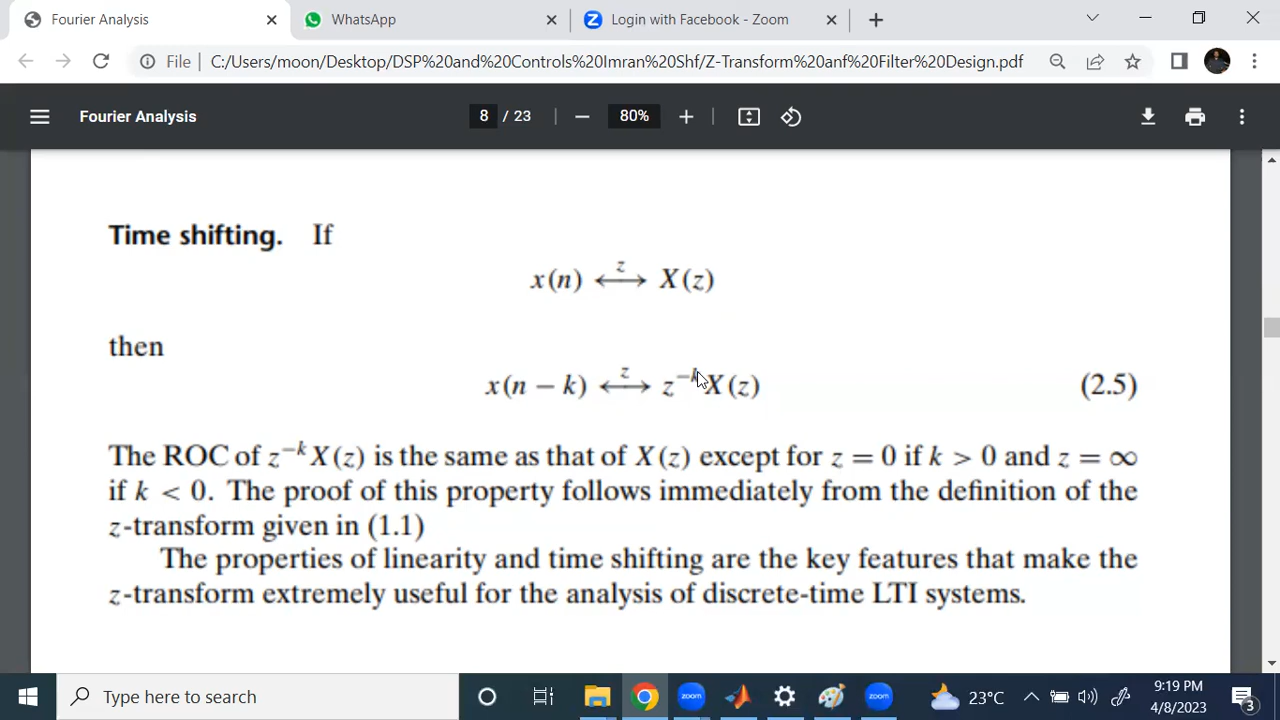 Fourier Analysis
WhatsApp
Login with Facebook - Zoom
File C:/Users/moon/Desktop/DSP%20and%20Controls%20Imran%20Shf/Z-Transform%20anf%20Filter%20Design.pdf
Fourier Analysis 8 / 23 80%
Time shifting. If
x(n) ⟷ᶻ X(z)
then
x(n − k) ⟷ᶻ z⁻ᵏX(z) (2.5)
The ROC of z⁻ᵏX(z) is the same as that of X(z) except for z = 0 if k > 0 and z = ∞
if k < 0. The proof of this property follows immediately from the definition of the
z-transform given in (1.1)
The properties of linearity and time shifting are the key features that make the
z-transform extremely useful for the analysis of discrete-time LTI systems.
Type here to search
zoom
zoom
23°C
9:19 PM
4/8/2023
3